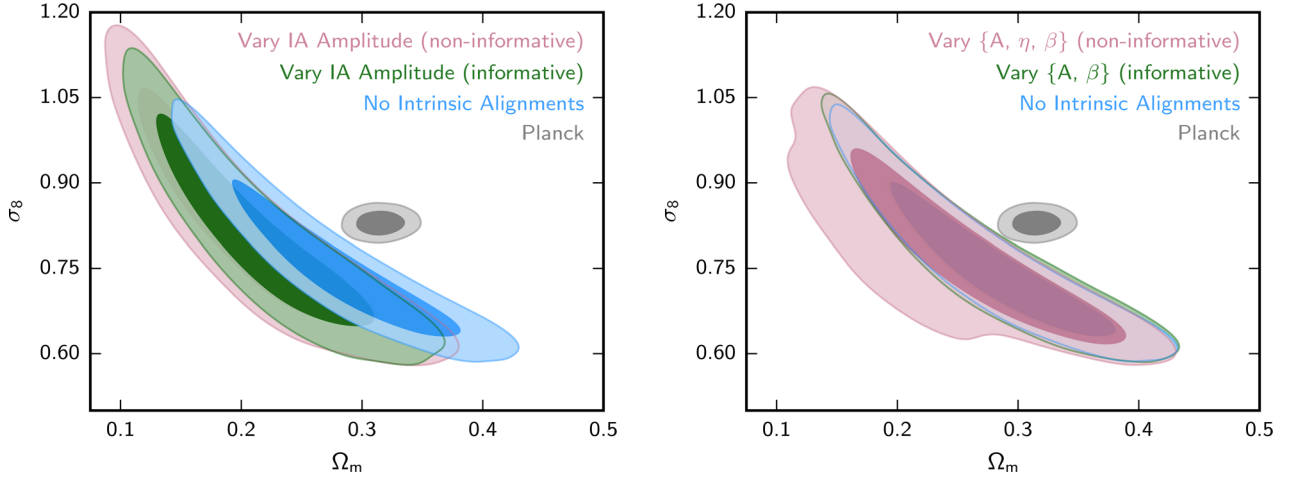 1.20
1.05
0.90
0.75
0.60
σ8
0.1 0.2 0.3 0.4 0.5
Ωm
Vary IA Amplitude (non-informative)
Vary IA Amplitude (informative)
No Intrinsic Alignments
Planck
1.20
1.05
0.90
0.75
0.60
σ8
0.1 0.2 0.3 0.4 0.5
Ωm
Vary {A, η, β} (non-informative)
Vary {A, β} (informative)
No Intrinsic Alignments
Planck